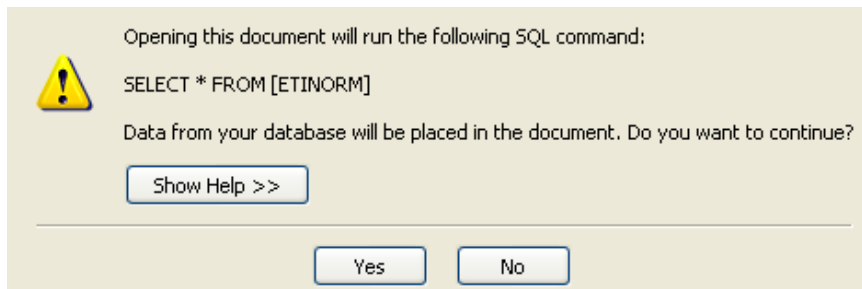 Opening this document will run the following SQL command:
SELECT * FROM [ETINORM]
Data from your database will be placed in the document. Do you want to continue?
Show Help >>
Yes No